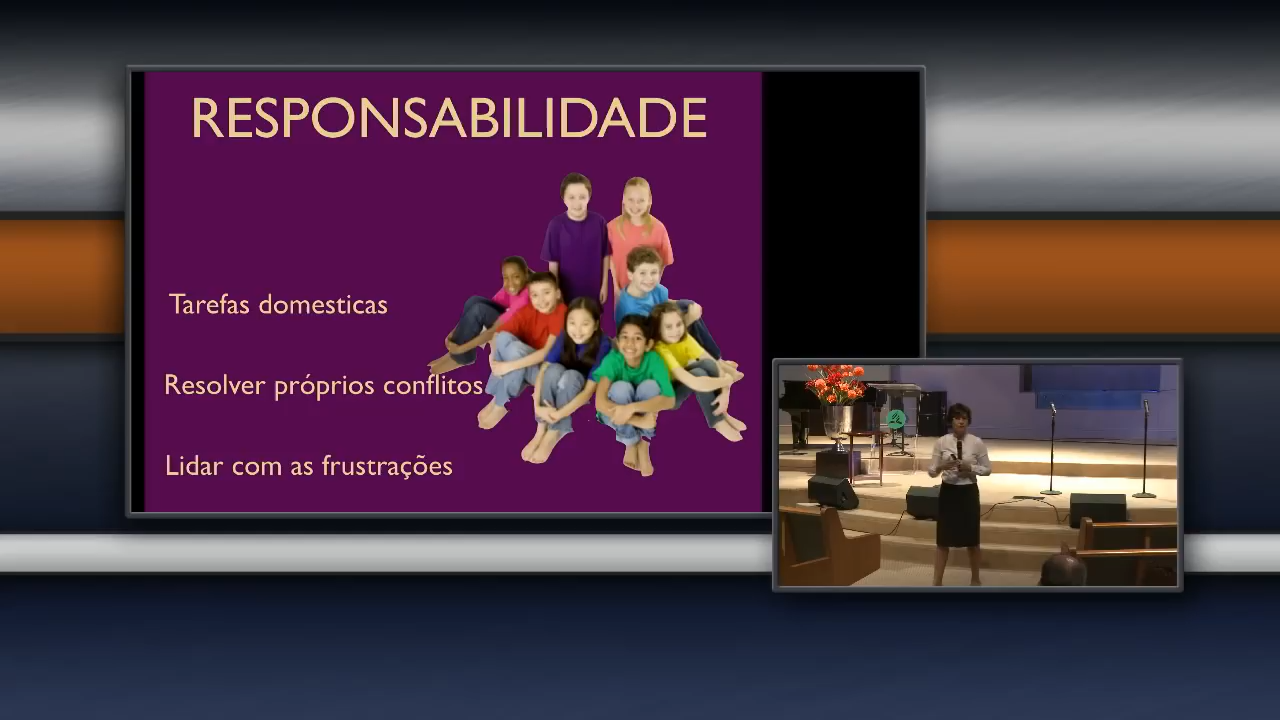 RESPONSABILIDADE
Tarefas domesticas
Resolver próprios conflitos
Lidar com as frustrações